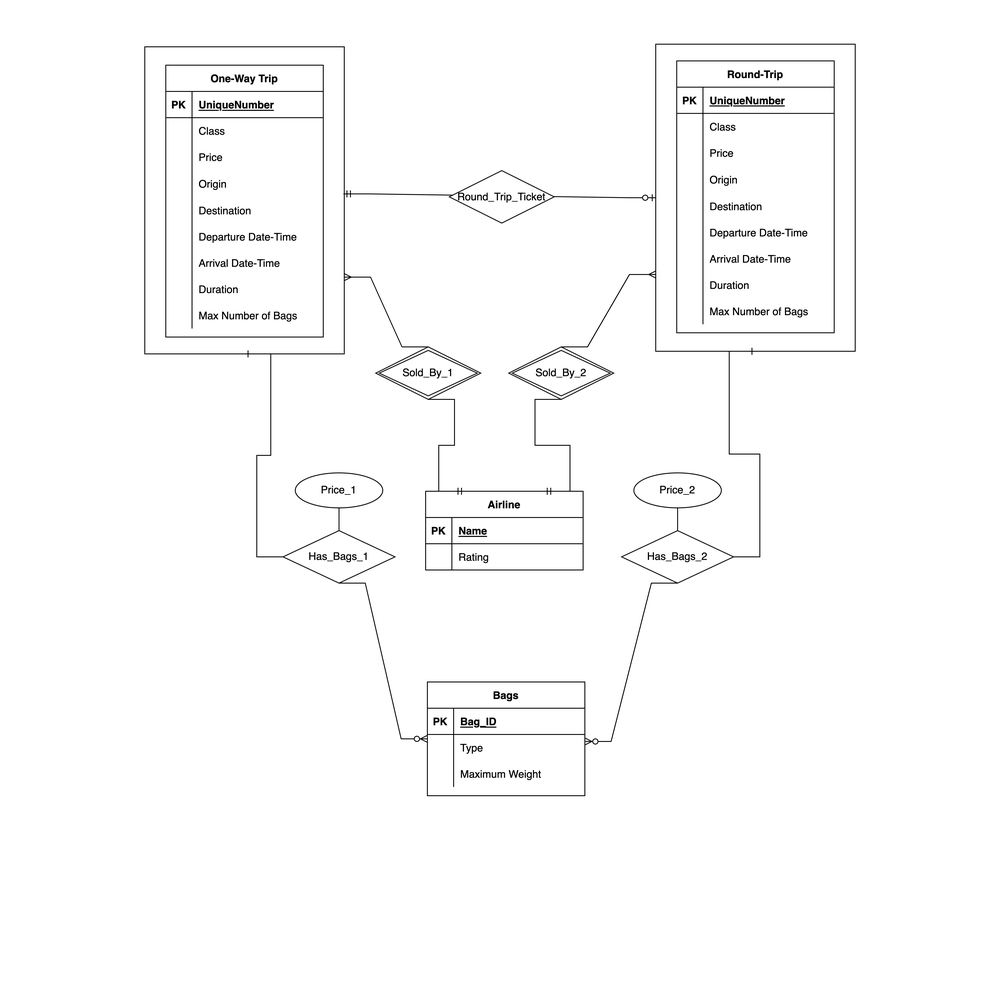 One-Way Trip
PK UniqueNumber
Class
Price
Origin
Destination
Departure Date-Time
Arrival Date-Time
Duration
Max Number of Bags
Round-Trip
PK UniqueNumber
Class
Price
Origin
Destination
Departure Date-Time
Arrival Date-Time
Duration
Max Number of Bags
Round_Trip_Ticket
Sold_By_1
Sold_By_2
Price_1
Price_2
Airline
PK Name
Rating
Has_Bags_1
Has_Bags_2
Bags
PK Bag_ID
Type
Maximum Weight